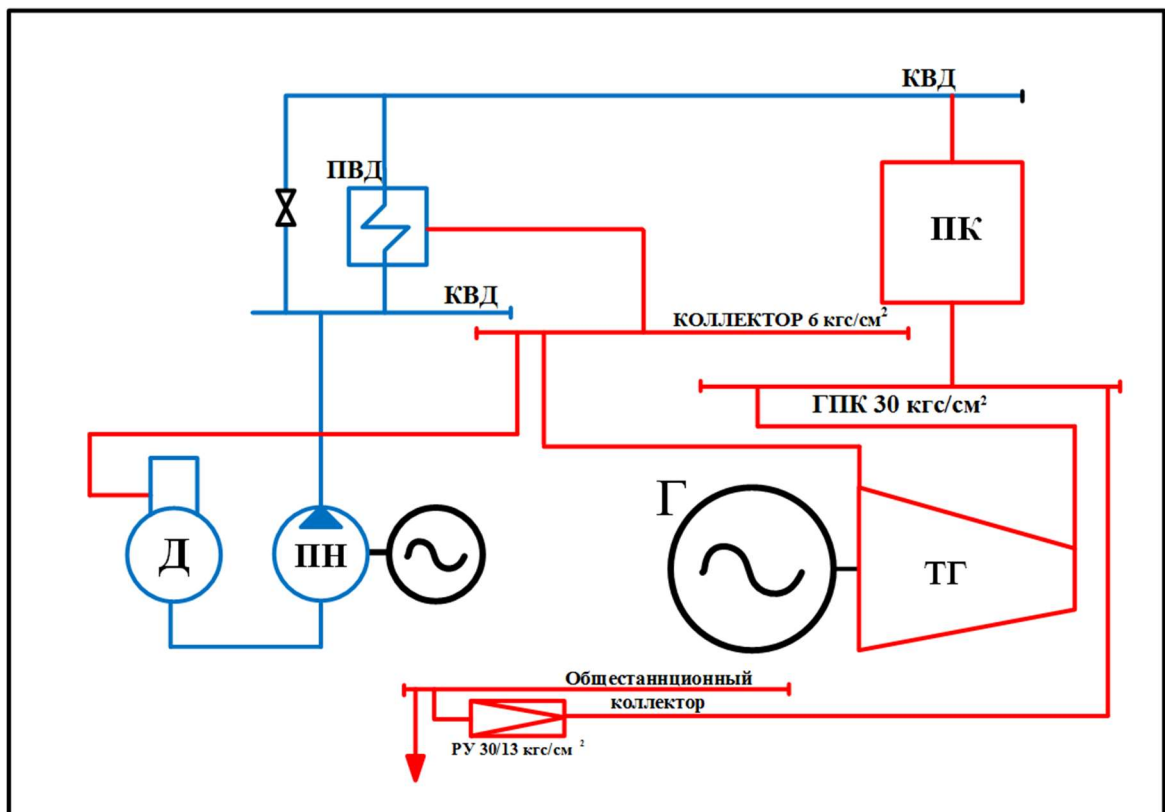 КВД
ПВД
ПК
КВД
КОЛЛЕКТОР 6 кгс/см²
ГПК 30 кгс/см²
Г
Д
ПН
ТГ
Общестаннционный
коллектор
РУ 30/13 кгс/см ²